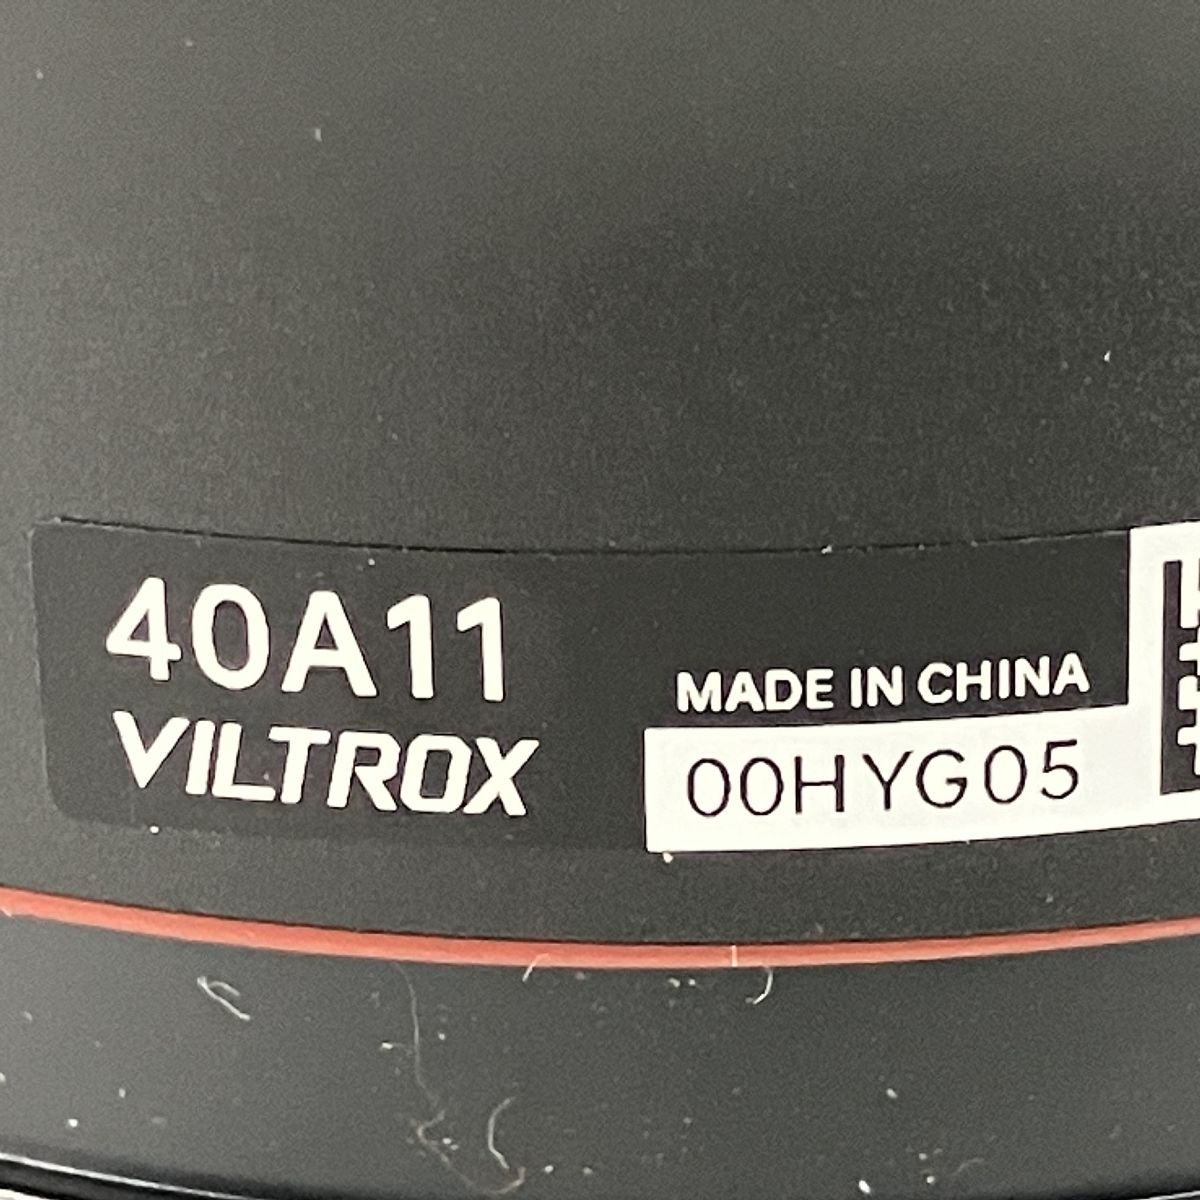 40A11
VILTROX
MADE IN CHINA
00HYG05